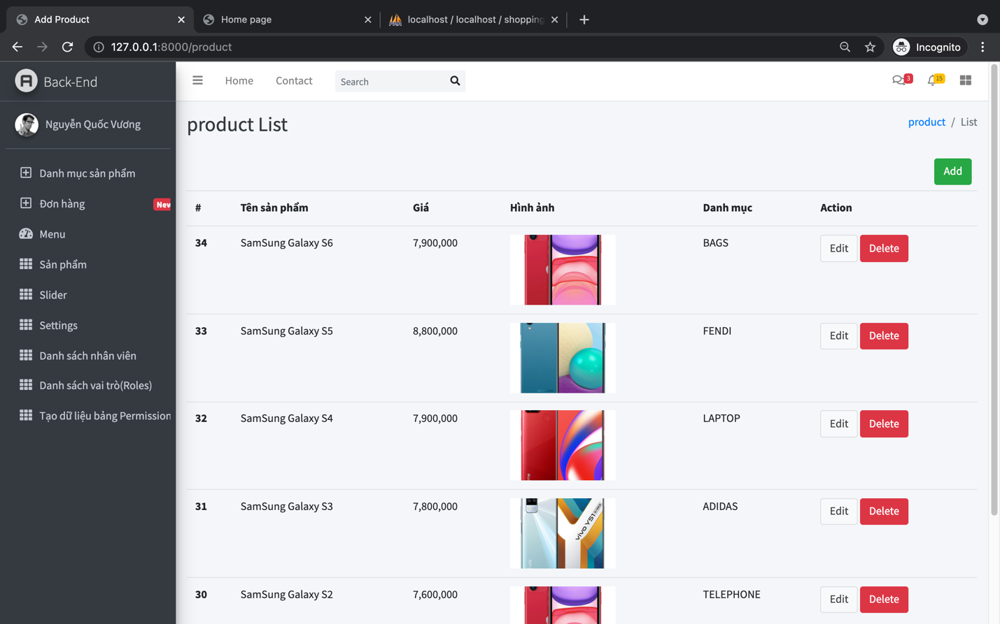 Add Product
Home page
localhost / localhost / shopping
127.0.0.1:8000/product
Incognito
A Back-End
Home
Contact
Search
3
15
Nguyễn Quốc Vương
product List
product / List
Danh mục sản phẩm
Add
Đơn hàng
New
# Tên sản phẩm Giá Hình ảnh Danh mục Action
Menu
Sản phẩm
Slider
Settings
Danh sách nhân viên
Danh sách vai trò(Roles)
Tạo dữ liệu bảng Permission
34 SamSung Galaxy S6 7,900,000 BAGS Edit Delete
33 SamSung Galaxy S5 8,800,000 FENDI Edit Delete
32 SamSung Galaxy S4 7,900,000 LAPTOP Edit Delete
31 SamSung Galaxy S3 7,800,000 ADIDAS Edit Delete
vivo Y51
30 SamSung Galaxy S2 7,600,000 TELEPHONE Edit Delete